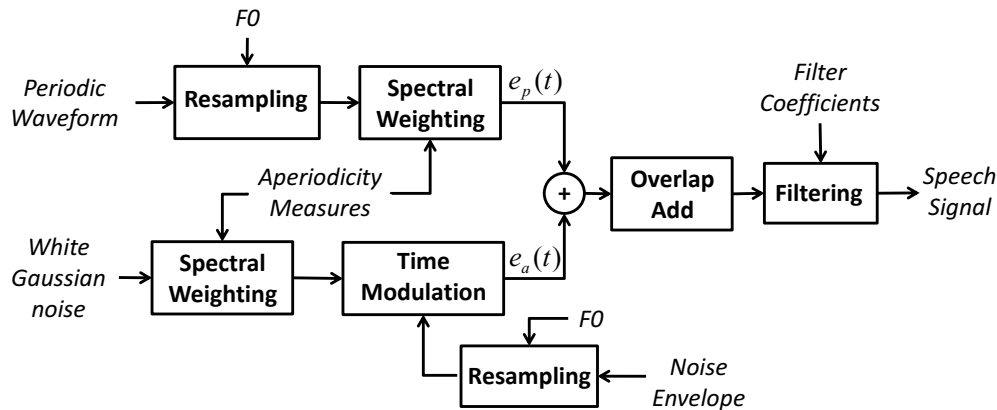 F0
Periodic
Waveform
Resampling
Spectral
Weighting
e_p(t)
Filter
Coefficients
Aperiodicity
Measures
+
Overlap
Add
Filtering
Speech
Signal
White
Gaussian
noise
Spectral
Weighting
Time
Modulation
e_a(t)
F0
Resampling
Noise
Envelope